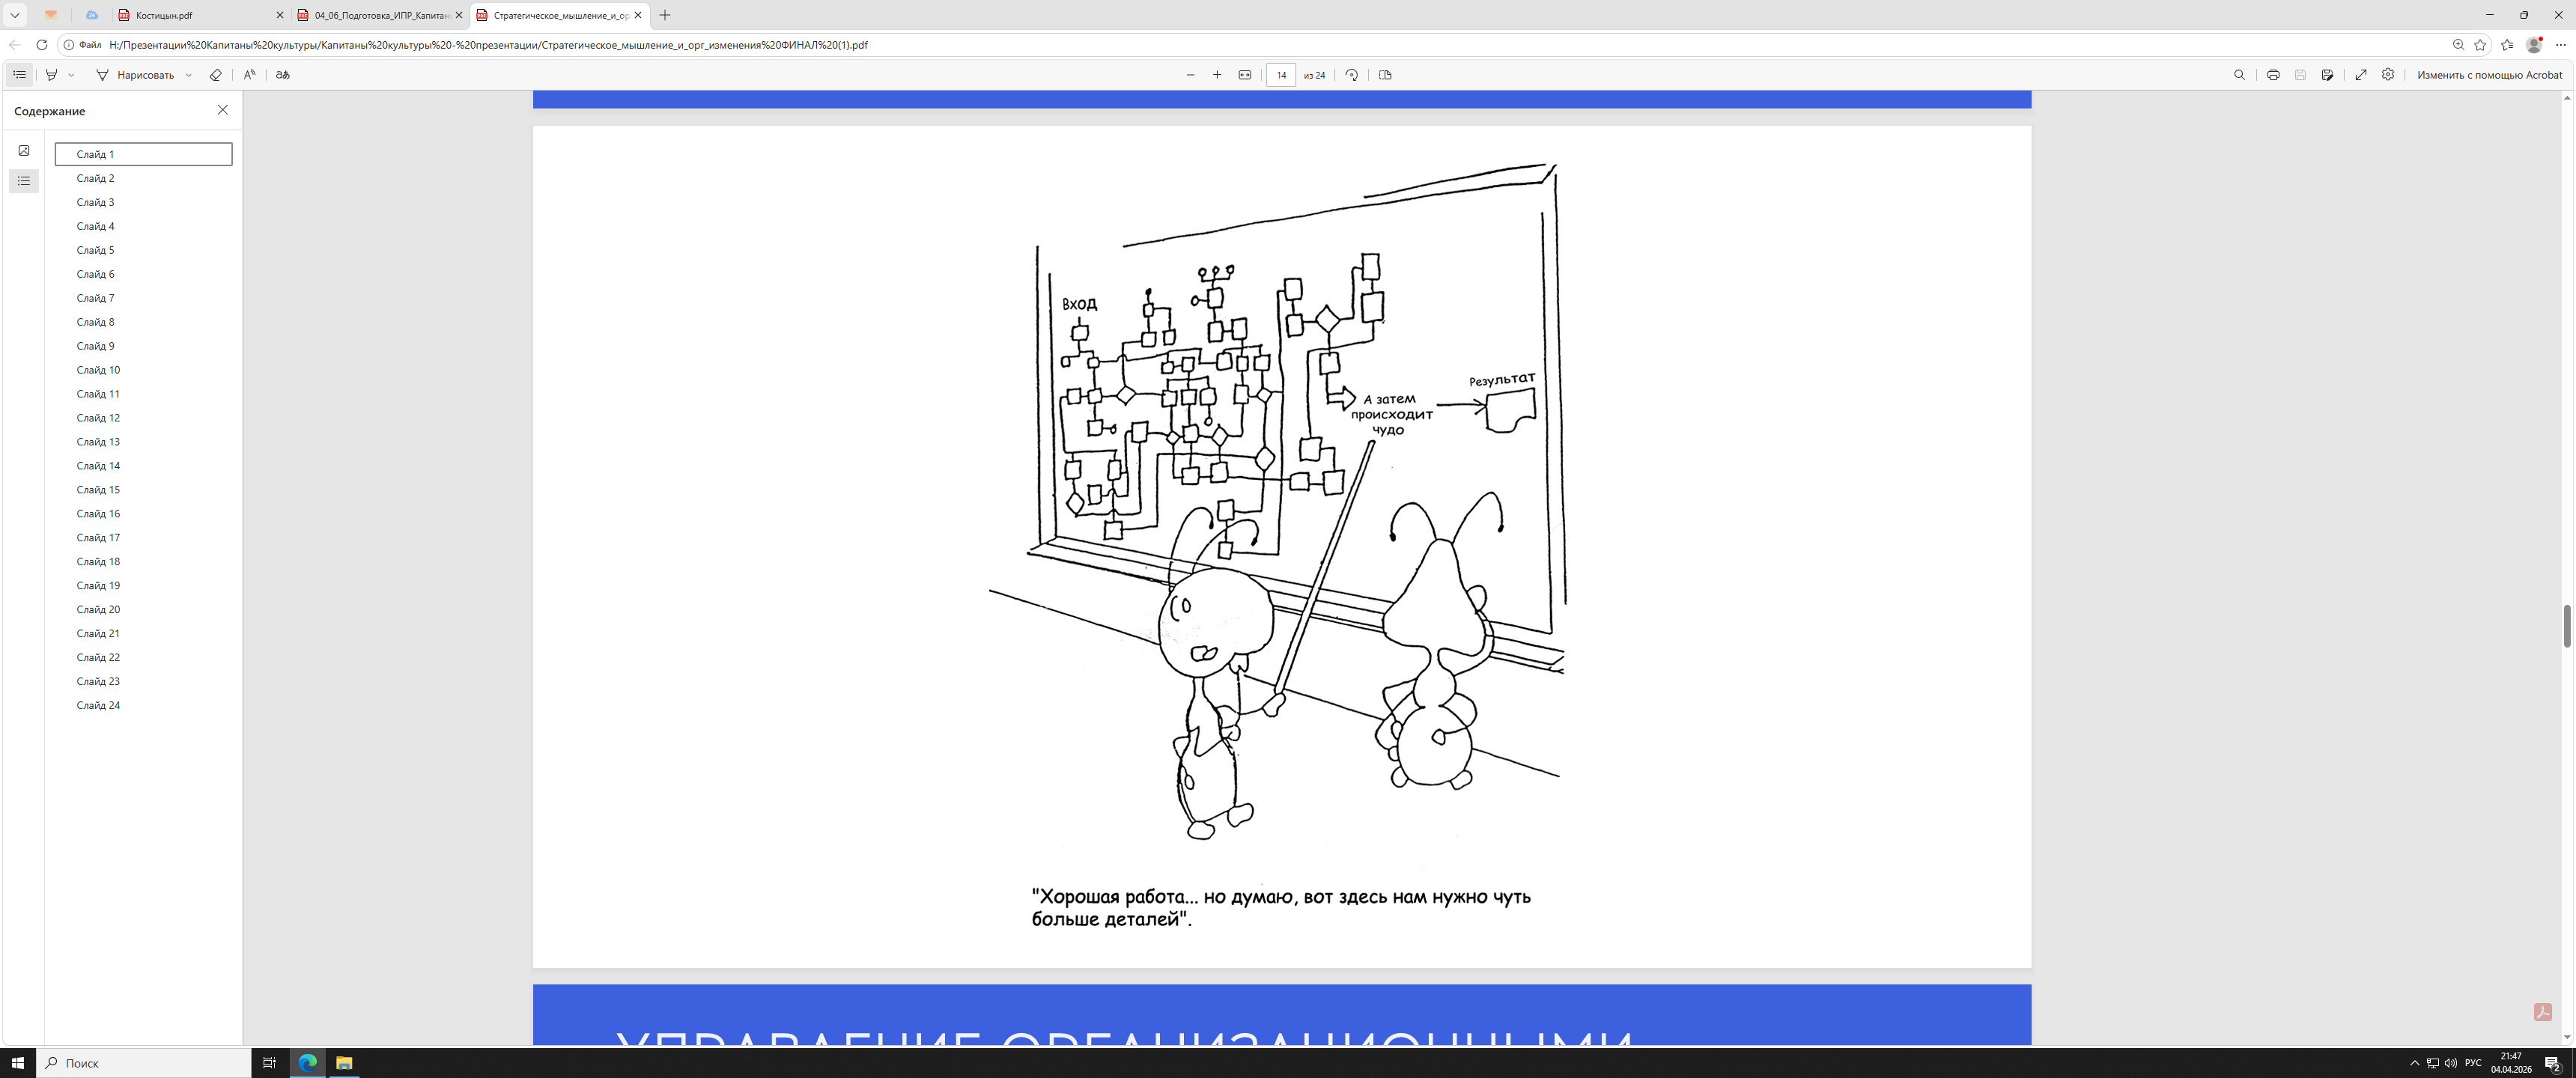 Костицын.pdf
04_06_Подготовка_ИПР_Капитан
Стратегическое_мышление_и_ор
Файл
H:/Презентации%20Капитаны%20культуры/Капитаны%20культуры%20-%20презентации/Стратегическое_мышление_и_орг_изменения%20ФИНАЛ%20(1).pdf
Нарисовать
14
из 24
Изменить с помощью Acrobat
Содержание
Слайд 1
Слайд 2
Слайд 3
Слайд 4
Слайд 5
Слайд 6
Слайд 7
Слайд 8
Слайд 9
Слайд 10
Слайд 11
Слайд 12
Слайд 13
Слайд 14
Слайд 15
Слайд 16
Слайд 17
Слайд 18
Слайд 19
Слайд 20
Слайд 21
Слайд 22
Слайд 23
Слайд 24
Вход
А затем
происходит
чудо
Результат
"Хорошая работа... но думаю, вот здесь нам нужно чуть
больше деталей".
УПРАВЛЕНИЕ ОРГАНИЗАЦИОННЫМИ
Поиск
РУС
21:47
04.04.2026
2